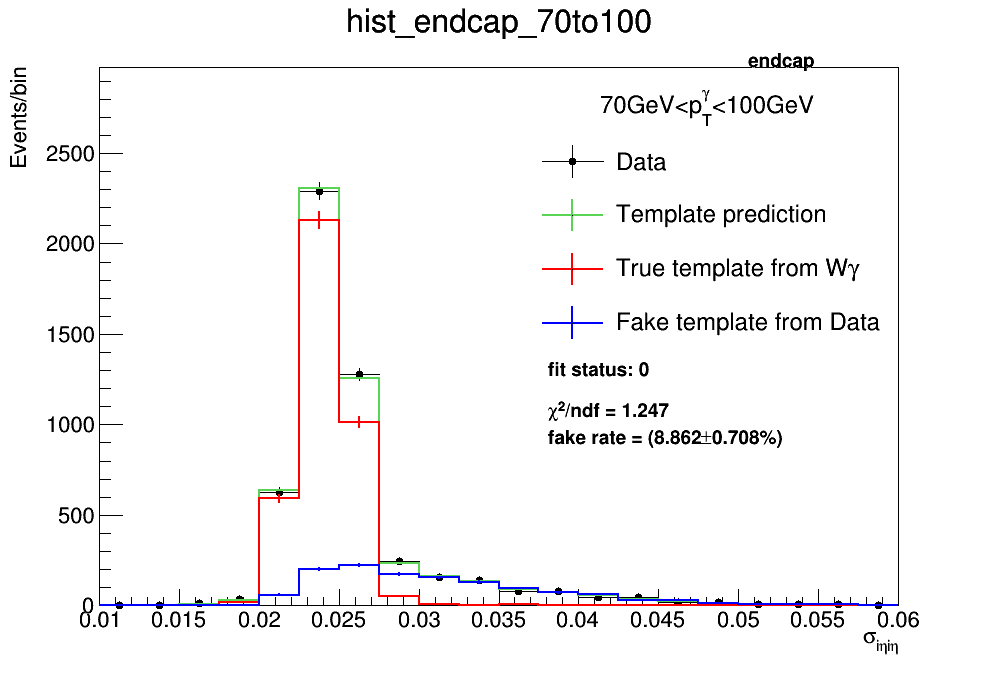 hist_endcap_70to100
endcap
70GeV<p_T^γ<100GeV
Events/bin
Data
Template prediction
True template from Wγ
Fake template from Data
fit status: 0
χ²/ndf = 1.247
fake rate = (8.862±0.708%)
2500
2000
1500
1000
500
0
0.01 0.015 0.02 0.025 0.03 0.035 0.04 0.045 0.05 0.055 0.06
σ_iηiη